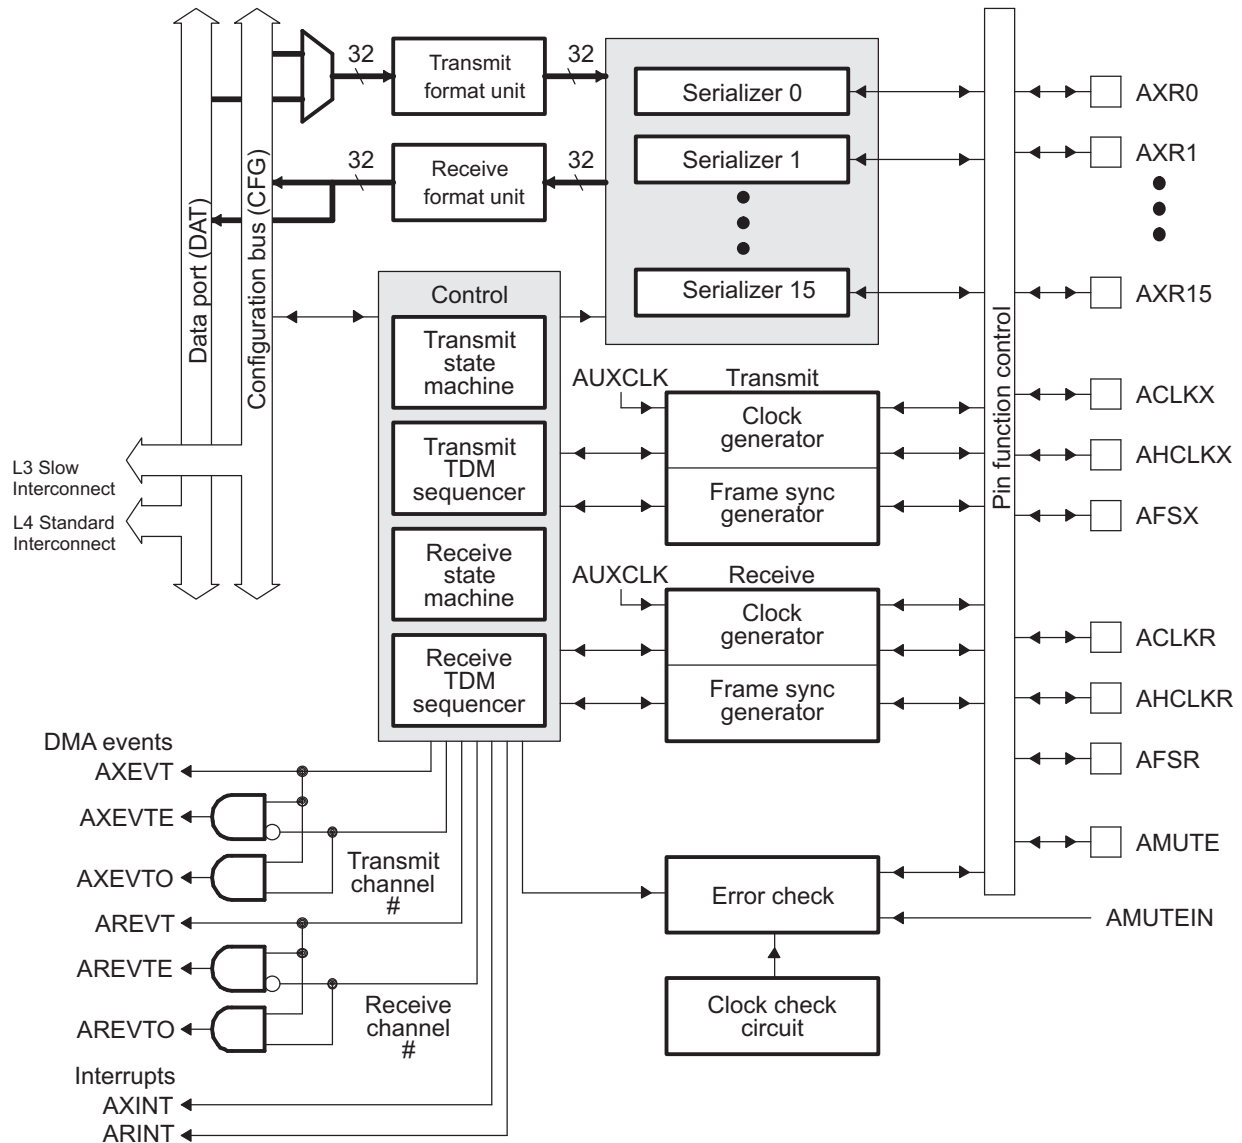 32
Transmit
format unit
32
Serializer 0
AXR0
32
Receive
format unit
32
Serializer 1
AXR1
Serializer 15
AXR15
Data port (DAT)
Configuration bus (CFG)
Pin function control
Control
Transmit
state
machine
Transmit
TDM
sequencer
Receive
state
machine
Receive
TDM
sequencer
AUXCLK
Transmit
Clock
generator
Frame sync
generator
ACLKX
AHCLKX
AFSX
L3 Slow
Interconnect
L4 Standard
Interconnect
AUXCLK
Receive
Clock
generator
Frame sync
generator
ACLKR
AHCLKR
AFSR
DMA events
AXEVT
AXEVTE
AXEVTO
Transmit
channel
#
AREVT
AREVTE
AREVTO
Receive
channel
#
Error check
AMUTE
AMUTEIN
Clock check
circuit
Interrupts
AXINT
ARINT